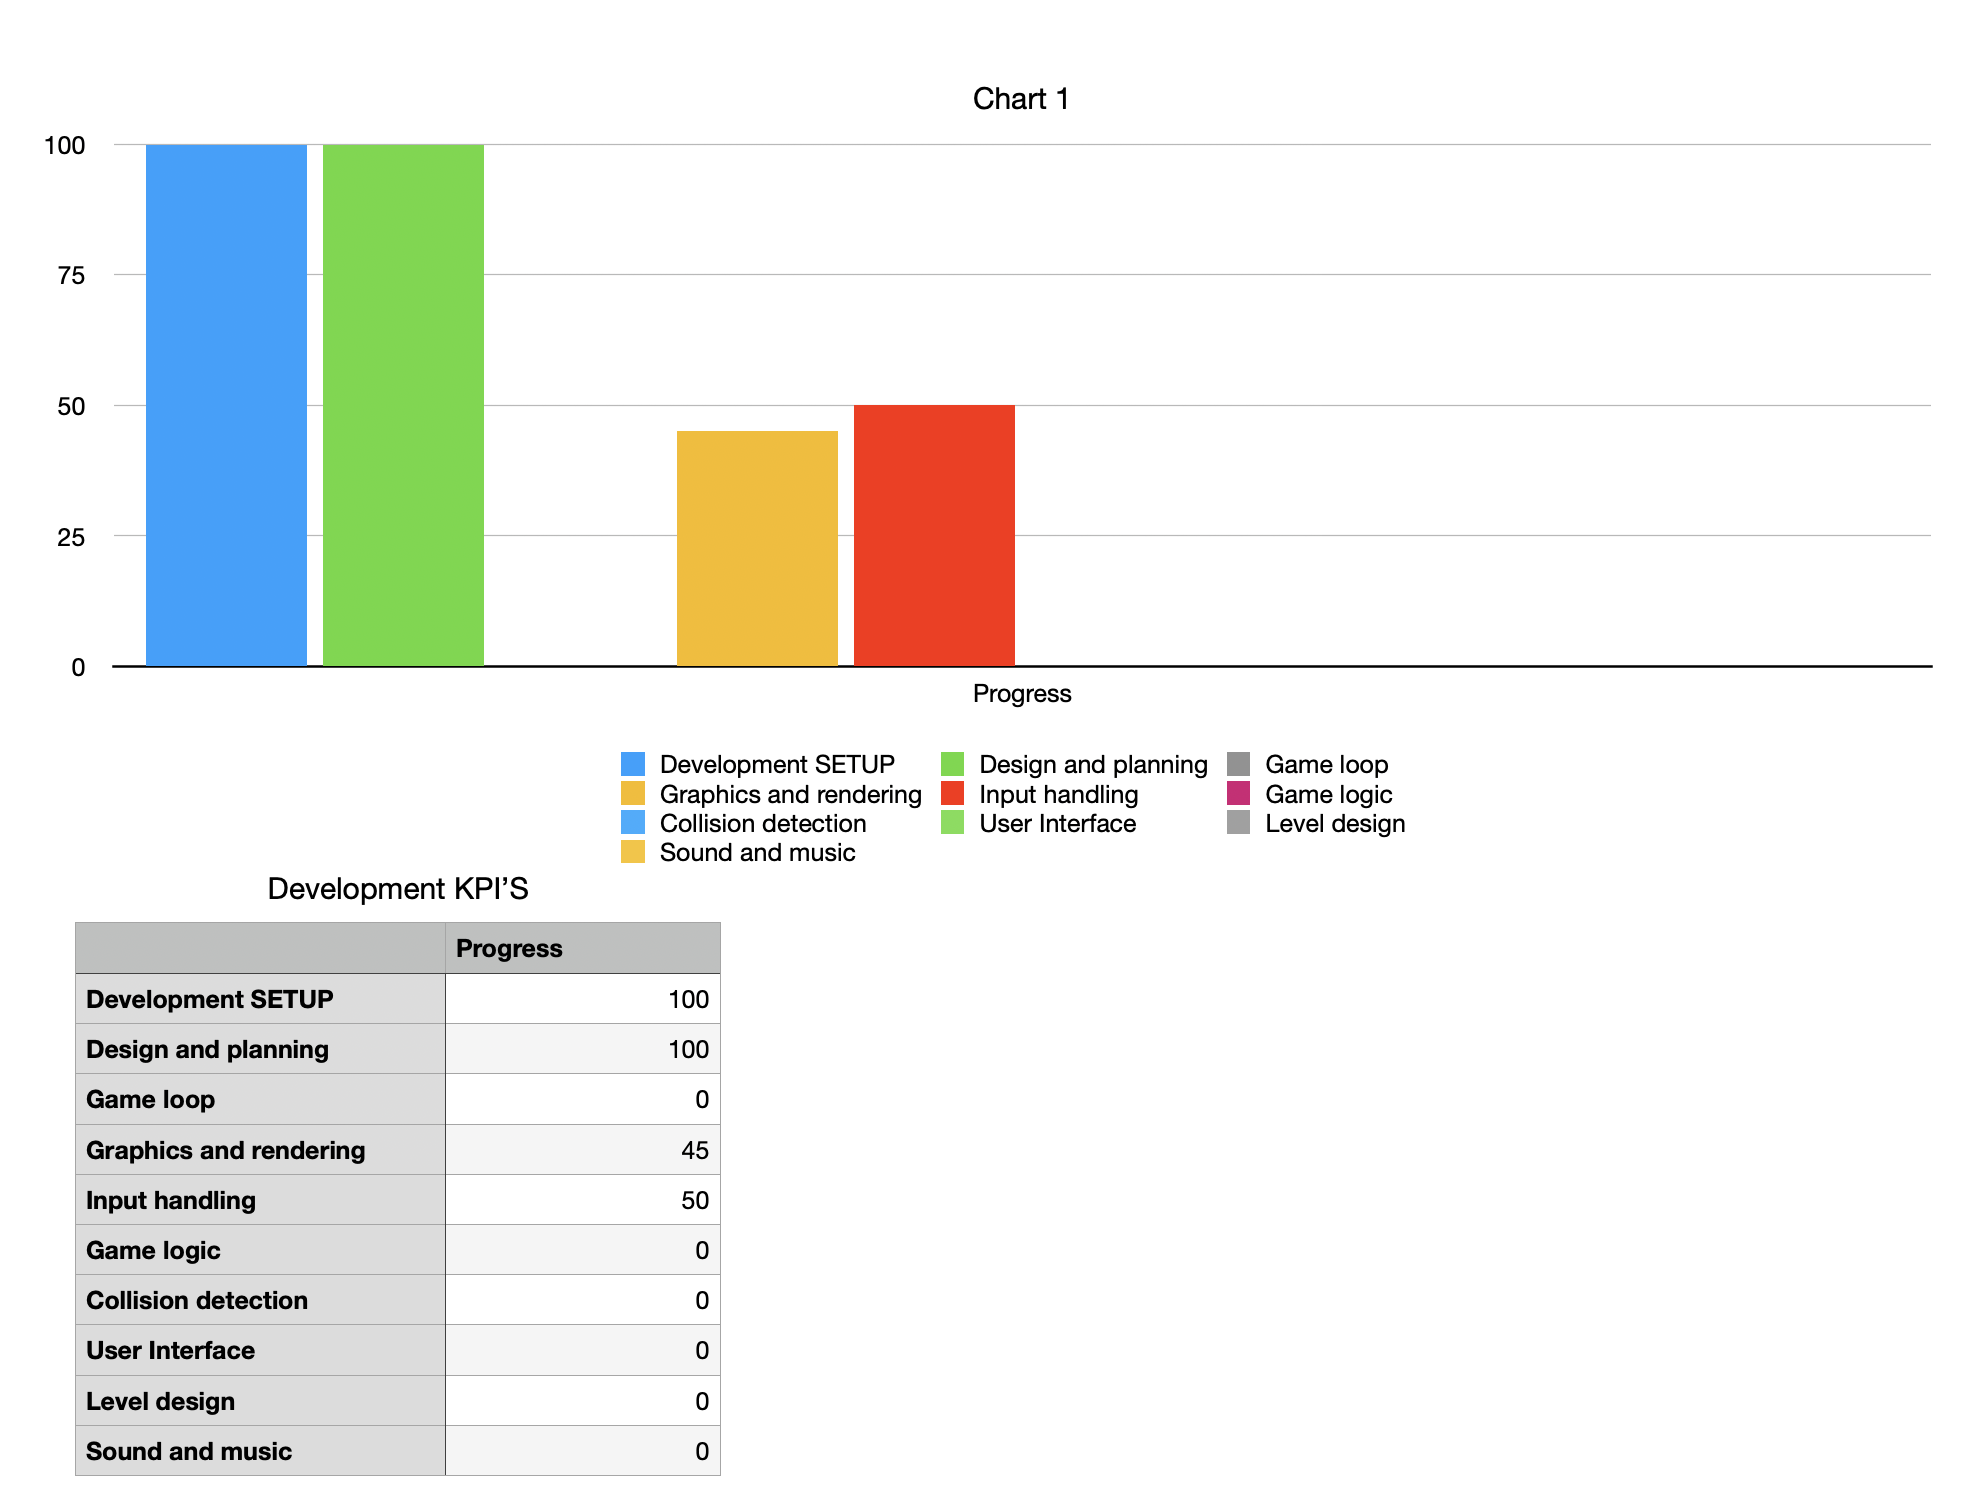 Chart 1
100
75
50
25
0
Progress
Development SETUP Design and planning Game loop
Graphics and rendering Input handling Game logic
Collision detection User Interface Level design
Sound and music
Development KPI’S
Progress
Development SETUP 100
Design and planning 100
Game loop 0
Graphics and rendering 45
Input handling 50
Game logic 0
Collision detection 0
User Interface 0
Level design 0
Sound and music 0